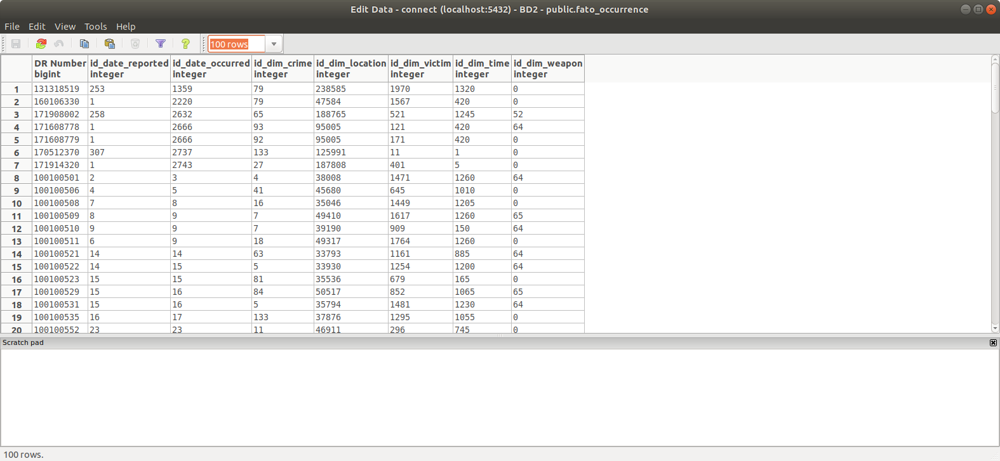 Edit Data - connect (localhost:5432) - BD2 - public.fato_occurrence
File Edit View Tools Help
100 rows
DR Number id_date_reported id_date_occurred id_dim_crime id_dim_location id_dim_victim id_dim_time id_dim_weapon
bigint integer integer integer integer integer integer integer
1 131318519 253 1359 79 238585 1970 1320 0
2 160106330 1 2220 79 47584 1567 420 0
3 171908002 258 2632 65 188765 521 1245 52
4 171608778 1 2666 93 95005 121 420 64
5 171608779 1 2666 92 95005 171 420 0
6 170512370 307 2737 133 125991 11 1 0
7 171914320 1 2743 27 187808 401 5 0
8 100100501 2 3 4 38008 1471 1260 64
9 100100506 4 5 41 45680 645 1010 0
10 100100508 7 8 16 35046 1449 1205 0
11 100100509 8 9 7 49410 1617 1260 65
12 100100510 9 9 7 39190 909 150 64
13 100100511 6 9 18 49317 1764 1260 0
14 100100521 14 14 63 33793 1161 885 64
15 100100522 14 15 5 33930 1254 1200 64
16 100100523 15 15 81 35536 679 165 0
17 100100529 15 16 84 50517 852 1065 65
18 100100531 15 16 5 35794 1481 1230 64
19 100100535 16 17 133 37876 1295 1055 0
20 100100552 23 23 11 46911 296 745 0
Scratch pad
100 rows.